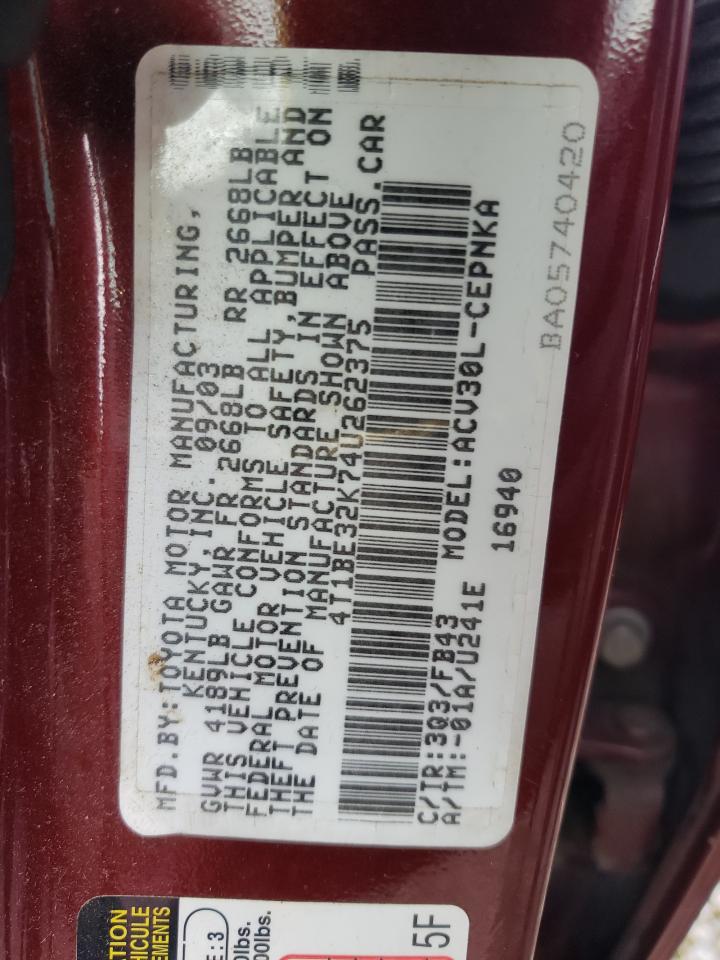 MFD.BY:TOYOTA MOTOR MANUFACTURING,
KENTUCKY,INC. 09/03
GVWR 4189LB GAWR FR 2668LB RR 2668LB
THIS VEHICLE CONFORMS TO ALL APPLICABLE
FEDERAL MOTOR VEHICLE SAFETY,BUMPER AND
THEFT PREVENTION STANDARDS IN EFFECT ON
THE DATE OF MANUFACTURE SHOWN ABOVE
4T1BE32K74U262375 PASS.CAR
C/TR:3Q3/FB43 MODEL:ACV30L-CEPNKA
A/TM:-01A/U241E 16940
BA05740420
5F